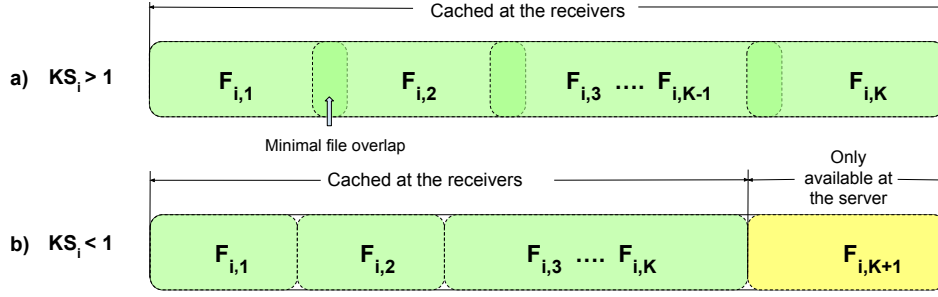 Cached at the receivers
a) KS_i > 1
F_i,1 F_i,2 F_i,3 .... F_i,K-1 F_i,K
Minimal file overlap
Cached at the receivers
Only
available at
the server
b) KS_i < 1
F_i,1 F_i,2 F_i,3 .... F_i,K F_i,K+1